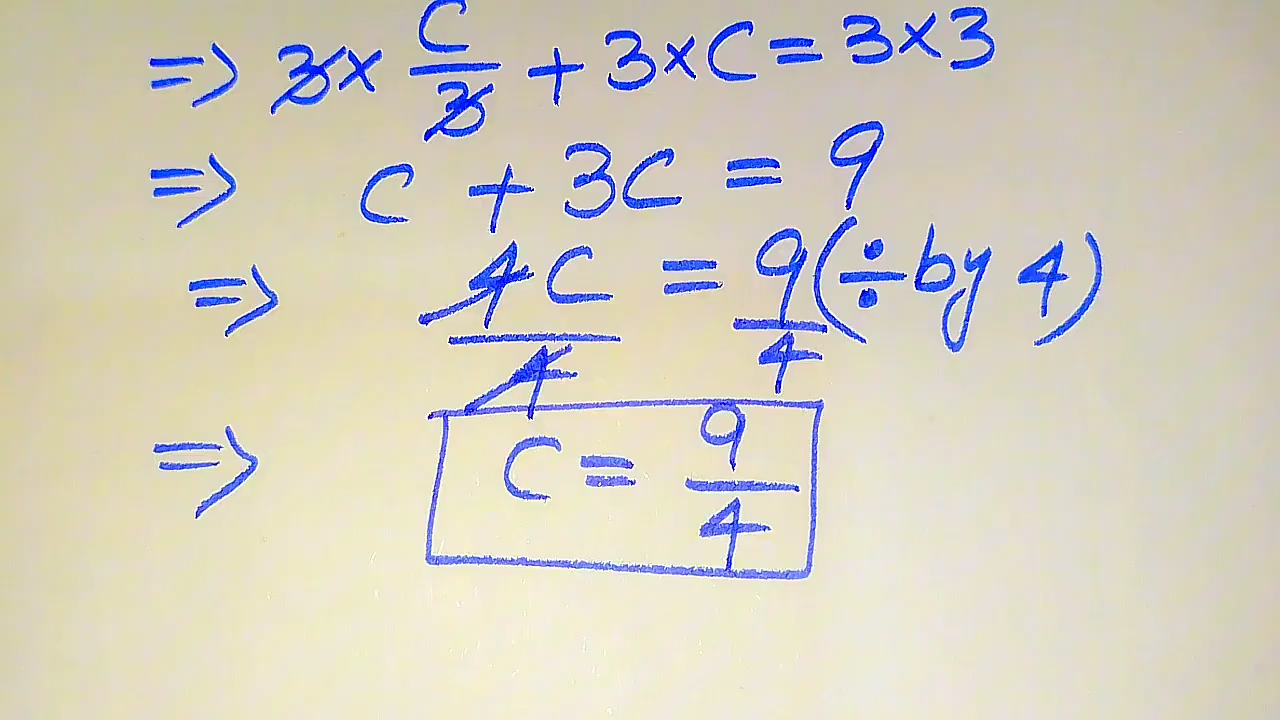 => 3 × C/3 + 3 × C = 3 × 3
=> C + 3C = 9
=> 4C/4 = 9/4 (÷ by 4)
=> C = 9/4